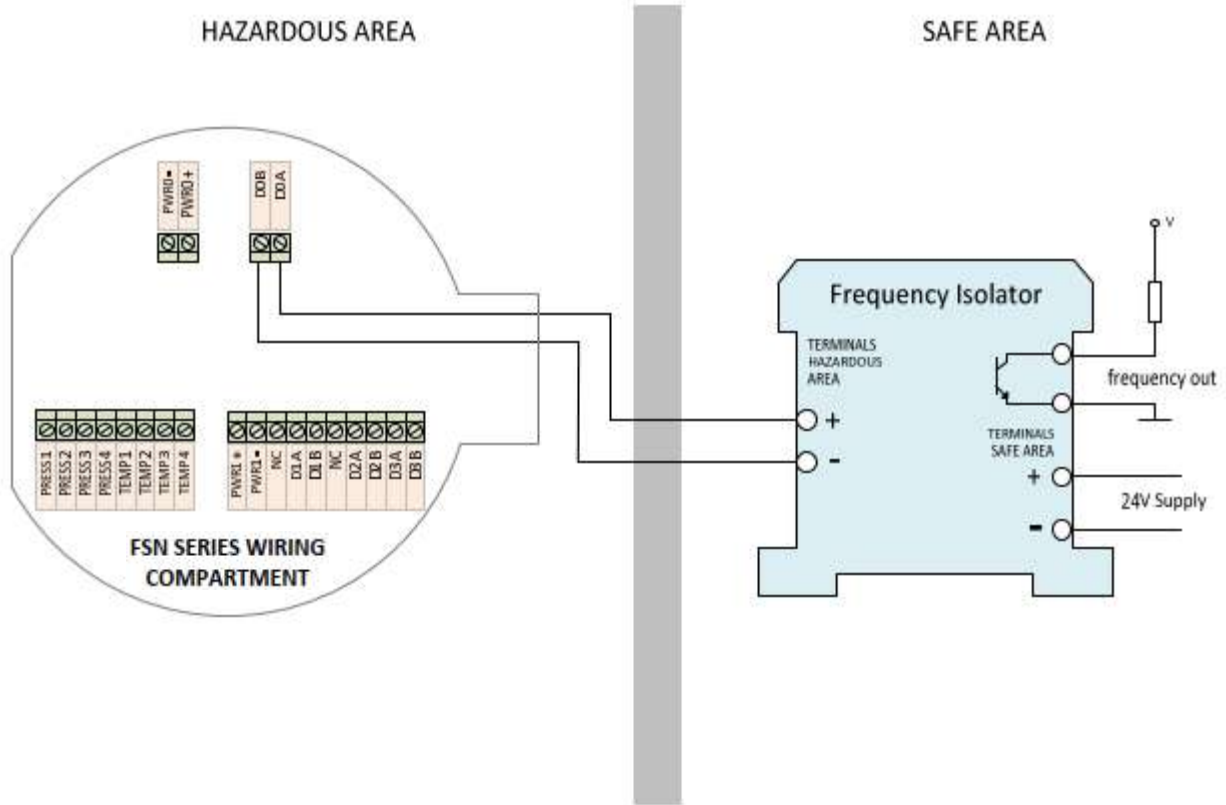 HAZARDOUS AREA
SAFE AREA
PWR0-
PWR0+
D0B
D0A
V
Frequency Isolator
TERMINALS
HAZARDOUS
AREA
+
-
frequency out
TERMINALS
SAFE AREA
+
-
24V Supply
PRESS1
PRESS2
PRESS3
PRESS4
TEMP1
TEMP2
TEMP3
TEMP4
PWR1+
PWR1-
NC
D1A
D1B
NC
D2A
D2B
D3A
D3B
FSN SERIES WIRING
COMPARTMENT